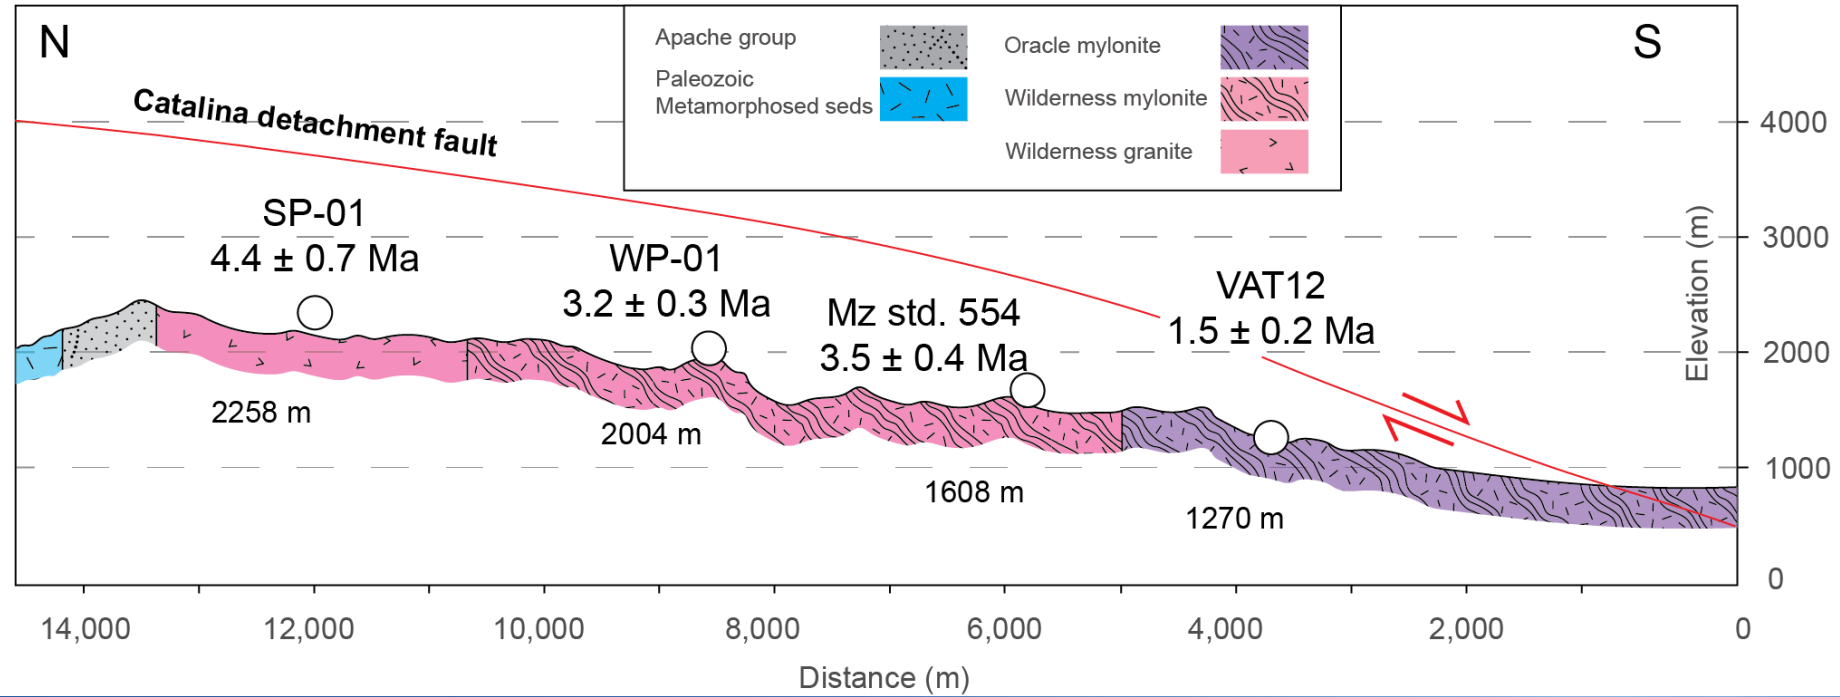 N
S
Apache group
Paleozoic
Metamorphosed seds
Oracle mylonite
Wilderness mylonite
Wilderness granite
Catalina detachment fault
SP-01
4.4 ± 0.7 Ma
WP-01
3.2 ± 0.3 Ma
Mz std. 554
3.5 ± 0.4 Ma
VAT12
1.5 ± 0.2 Ma
2258 m
2004 m
1608 m
1270 m
4000
3000
2000
1000
0
Elevation (m)
14,000
12,000
10,000
8,000
6,000
4,000
2,000
0
Distance (m)